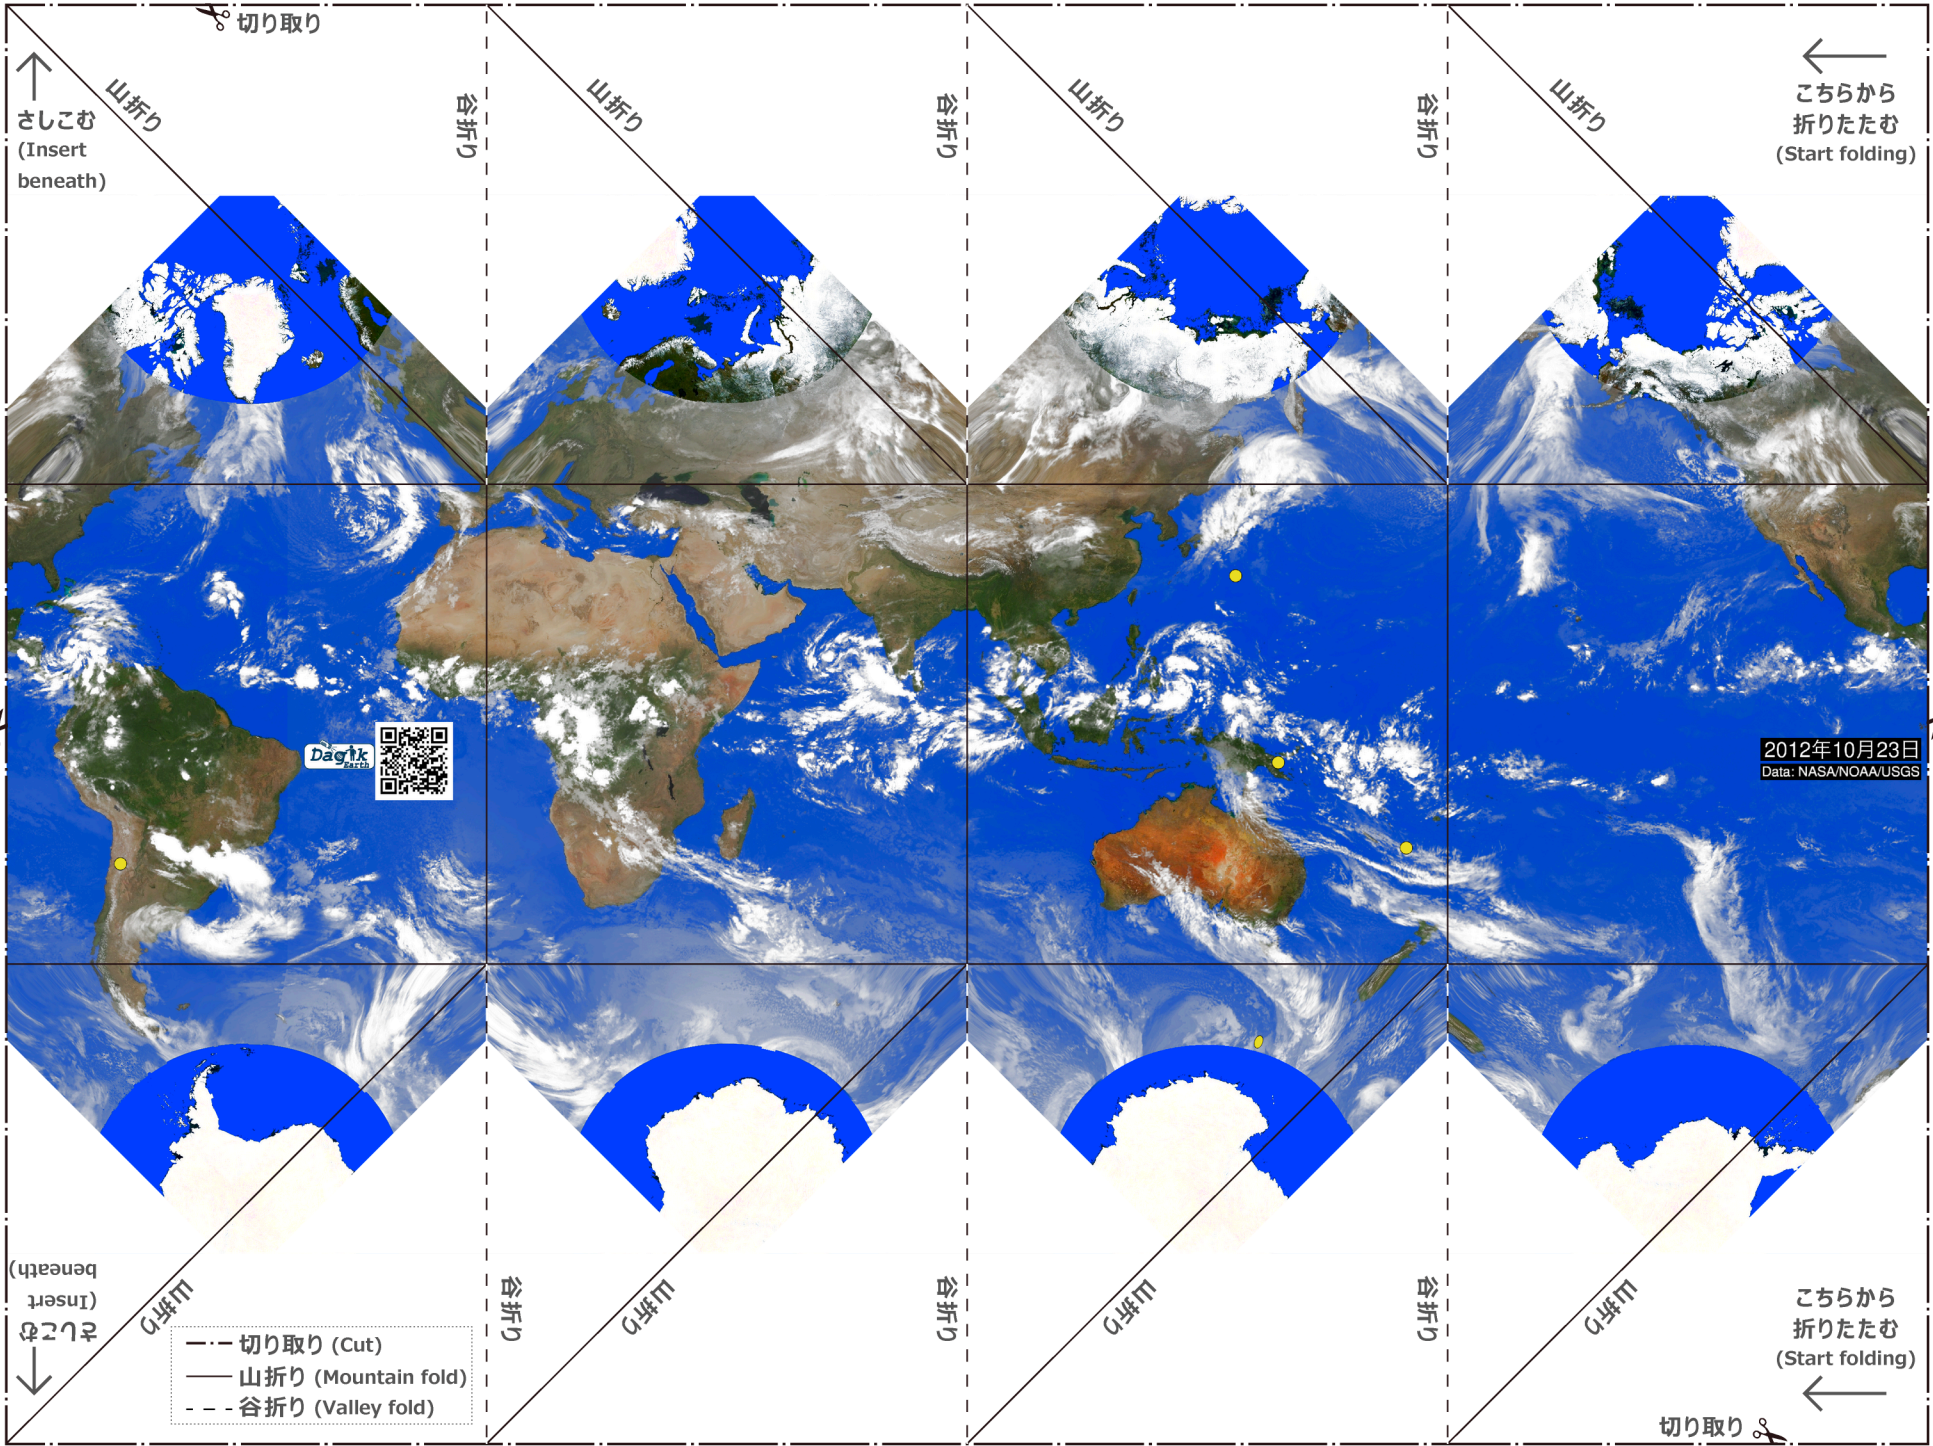 切り取り
山折り
谷折り
山折り
谷折り
山折り
谷折り
山折り
さしこむ
(Insert
beneath)
こちらから
折りたたむ
(Start folding)
Dagik
Earth
2012年10月23日
Data: NASA/NOAA/USGS
さしこむ
(Insert
beneath)
山折り
谷折り
山折り
谷折り
山折り
谷折り
山折り
切り取り (Cut)
山折り (Mountain fold)
谷折り (Valley fold)
こちらから
折りたたむ
(Start folding)
切り取り